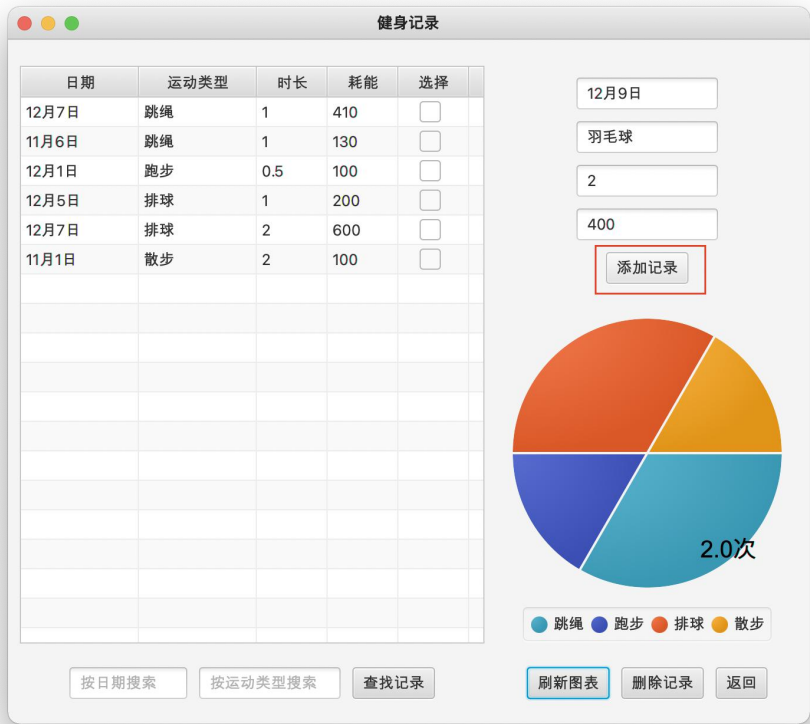 健身记录
日期 运动类型 时长 耗能 选择
12月7日 跳绳 1 410
11月6日 跳绳 1 130
12月1日 跑步 0.5 100
12月5日 排球 1 200
12月7日 排球 2 600
11月1日 散步 2 100
12月9日
羽毛球
2
400
添加记录
2.0次
跳绳 跑步 排球 散步
按日期搜索 按运动类型搜索 查找记录 刷新图表 删除记录 返回